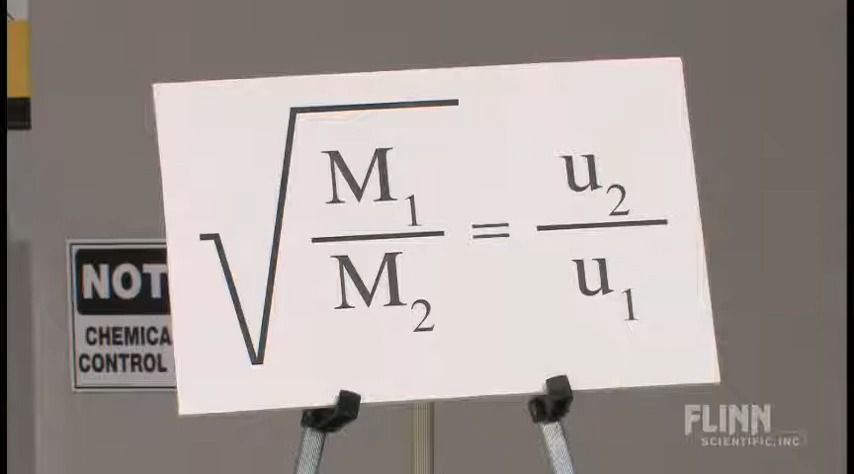 √(M₁/M₂) = u₂/u₁
NOT
CHEMICA
CONTROL
FLINN
SCIENTIFIC, INC